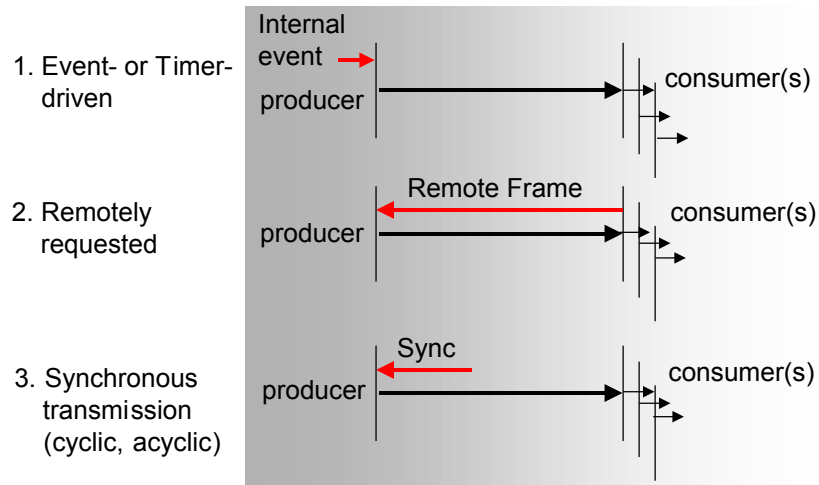 Internal
event
1. Event- or Timer-
driven
producer
consumer(s)
Remote Frame
2. Remotely
requested
producer
consumer(s)
Sync
3. Synchronous
transmission
(cyclic, acyclic)
producer
consumer(s)